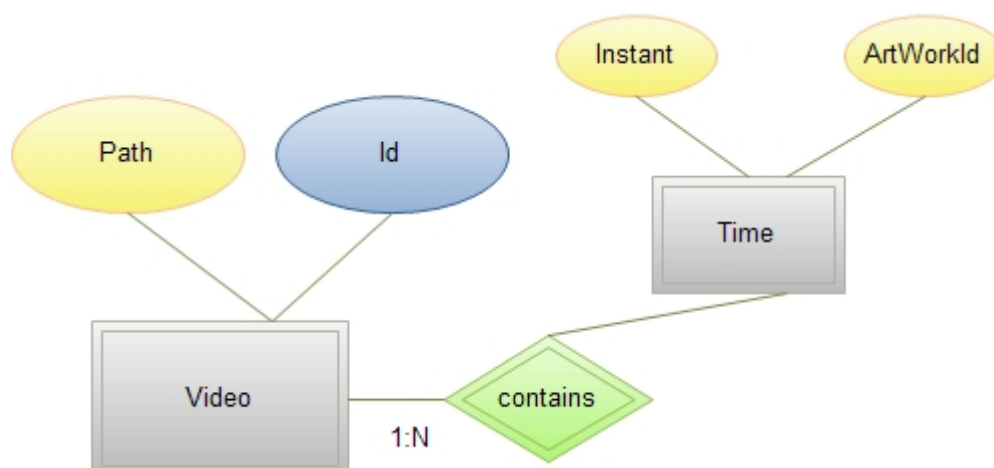 Instant
ArtWorkId
Path
Id
Time
Video
contains
1:N